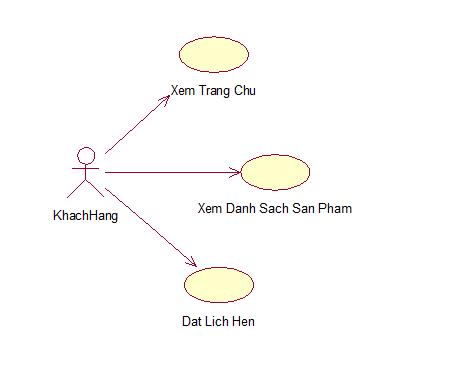 Xem Trang Chu
KhachHang
Xem Danh Sach San Pham
Dat Lich Hen